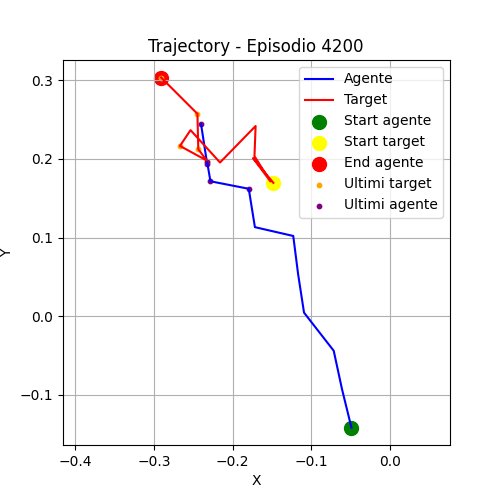 Trajectory - Episodio 4200
Agente
Target
Start agente
Start target
End agente
Ultimi target
Ultimi agente
0.3
0.2
0.1
0.0
−0.1
Y
−0.4
−0.3
−0.2
−0.1
0.0
X